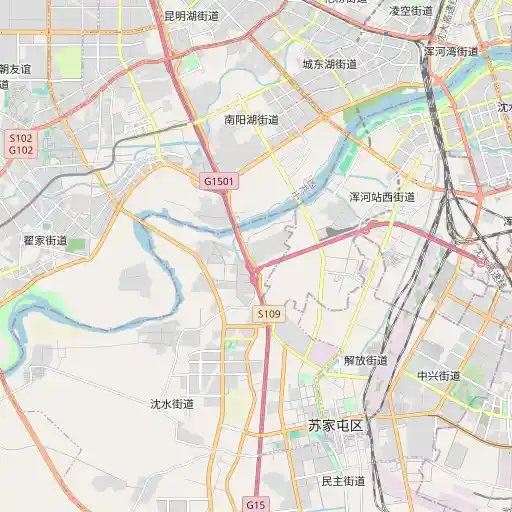 昆明湖街道
凌空街道
浑河湾街道
城东湖街道
朝友谊
道
沈水
南阳湖街道
S102
G102
G1501
浑河站西街道
翟家街道
S109
解放街道
中兴街道
沈水街道
苏家屯区
民主街道
G15